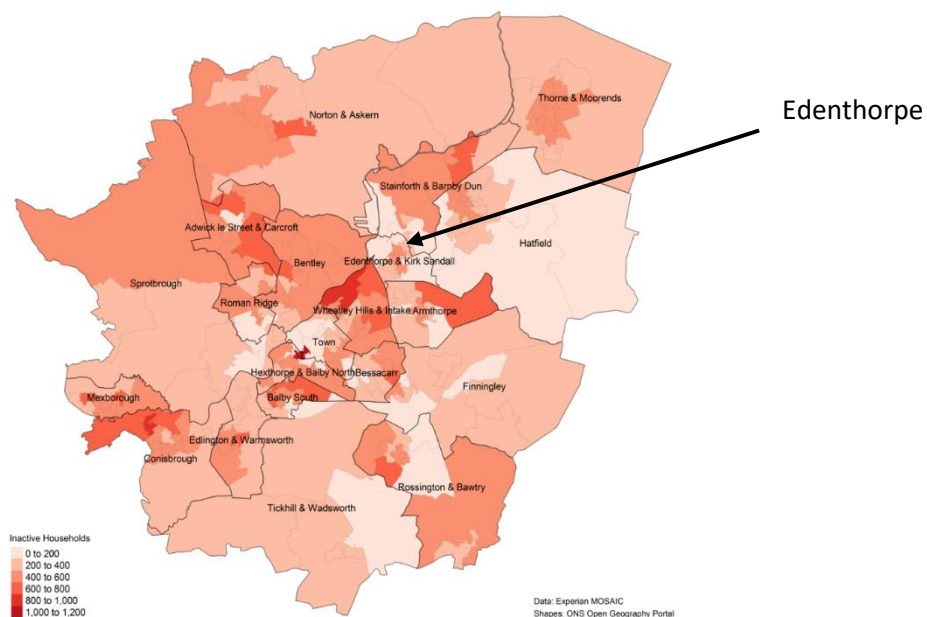 Thorne & Moorends
Edenthorpe
Norton & Askern
Stainforth & Barnby Dun
Adwick le Street & Carcroft
Hatfield
Bentley
Edenthorpe & Kirk Sandall
Sprotbrough
Roman Ridge
Wheatley Hills & Intake
Armthorpe
Town
Hexthorpe & Balby North
Bessacarr
Finningley
Mexborough
Balby South
Edlington & Warmsworth
Conisbrough
Rossington & Bawtry
Tickhill & Wadsworth
Inactive Households
0 to 200
200 to 400
400 to 600
600 to 800
800 to 1,000
1,000 to 1,200
Data: Experian MOSAIC
Shapes: ONS Open Geography Portal